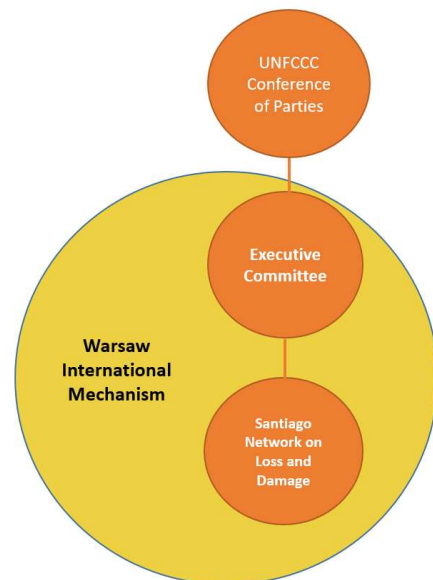 UNFCCC
Conference
of Parties
Executive
Committee
Warsaw
International
Mechanism
Santiago
Network on
Loss and
Damage